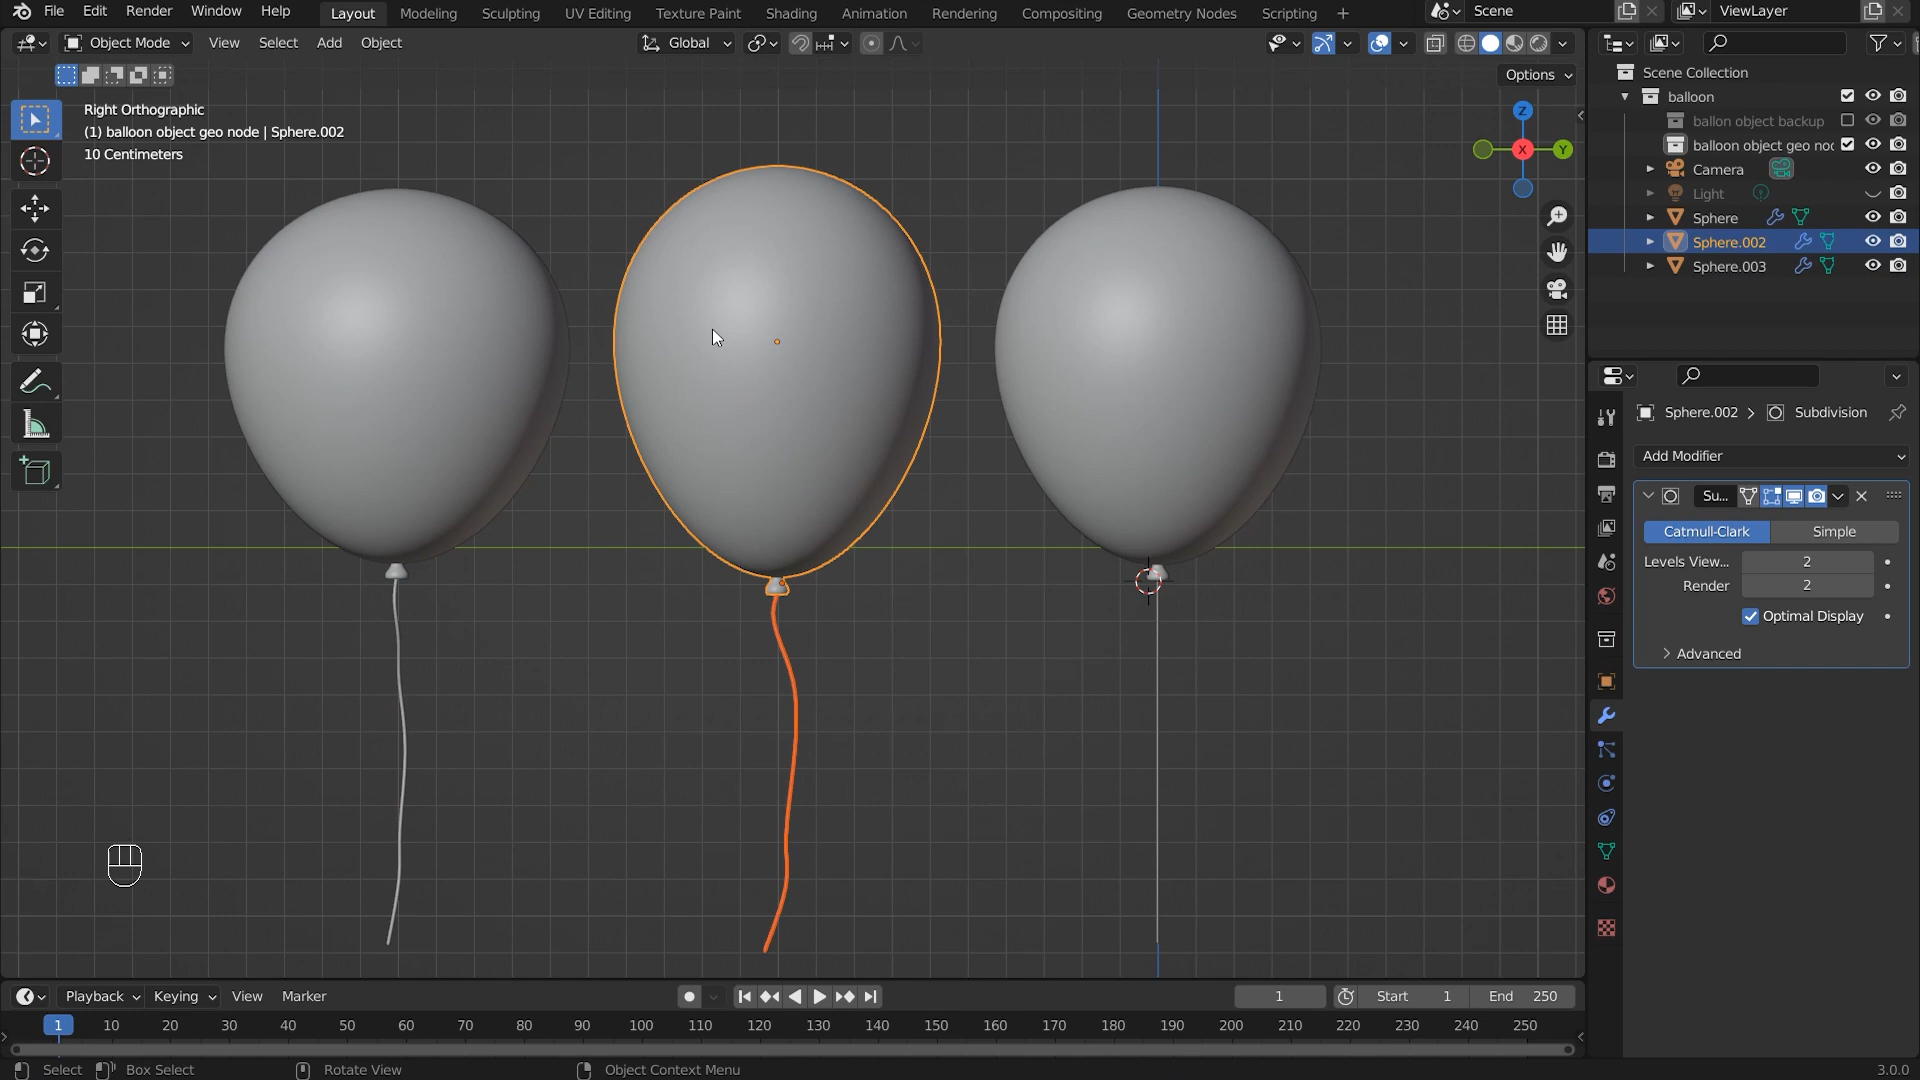 File Edit Render Window Help Layout Modeling Sculpting UV Editing Texture Paint Shading Animation Rendering Compositing Geometry Nodes Scripting + Scene ViewLayer
Object Mode View Select Add Object Global
Options
Right Orthographic
(1) balloon object geo node | Sphere.002
10 Centimeters
Z
X
Y
Scene Collection
balloon
ballon object backup
balloon object geo noc
Camera
Light
Sphere
Sphere.002
Sphere.003
Sphere.002 > Subdivision
Add Modifier
Su...
Catmull-Clark Simple
Levels View... 2
Render 2
Optimal Display
Advanced
Playback Keying View Marker 1 Start 1 End 250
1 10 20 30 40 50 60 70 80 90 100 110 120 130 140 150 160 170 180 190 200 210 220 230 240 250
Select Box Select Rotate View Object Context Menu 3.0.0